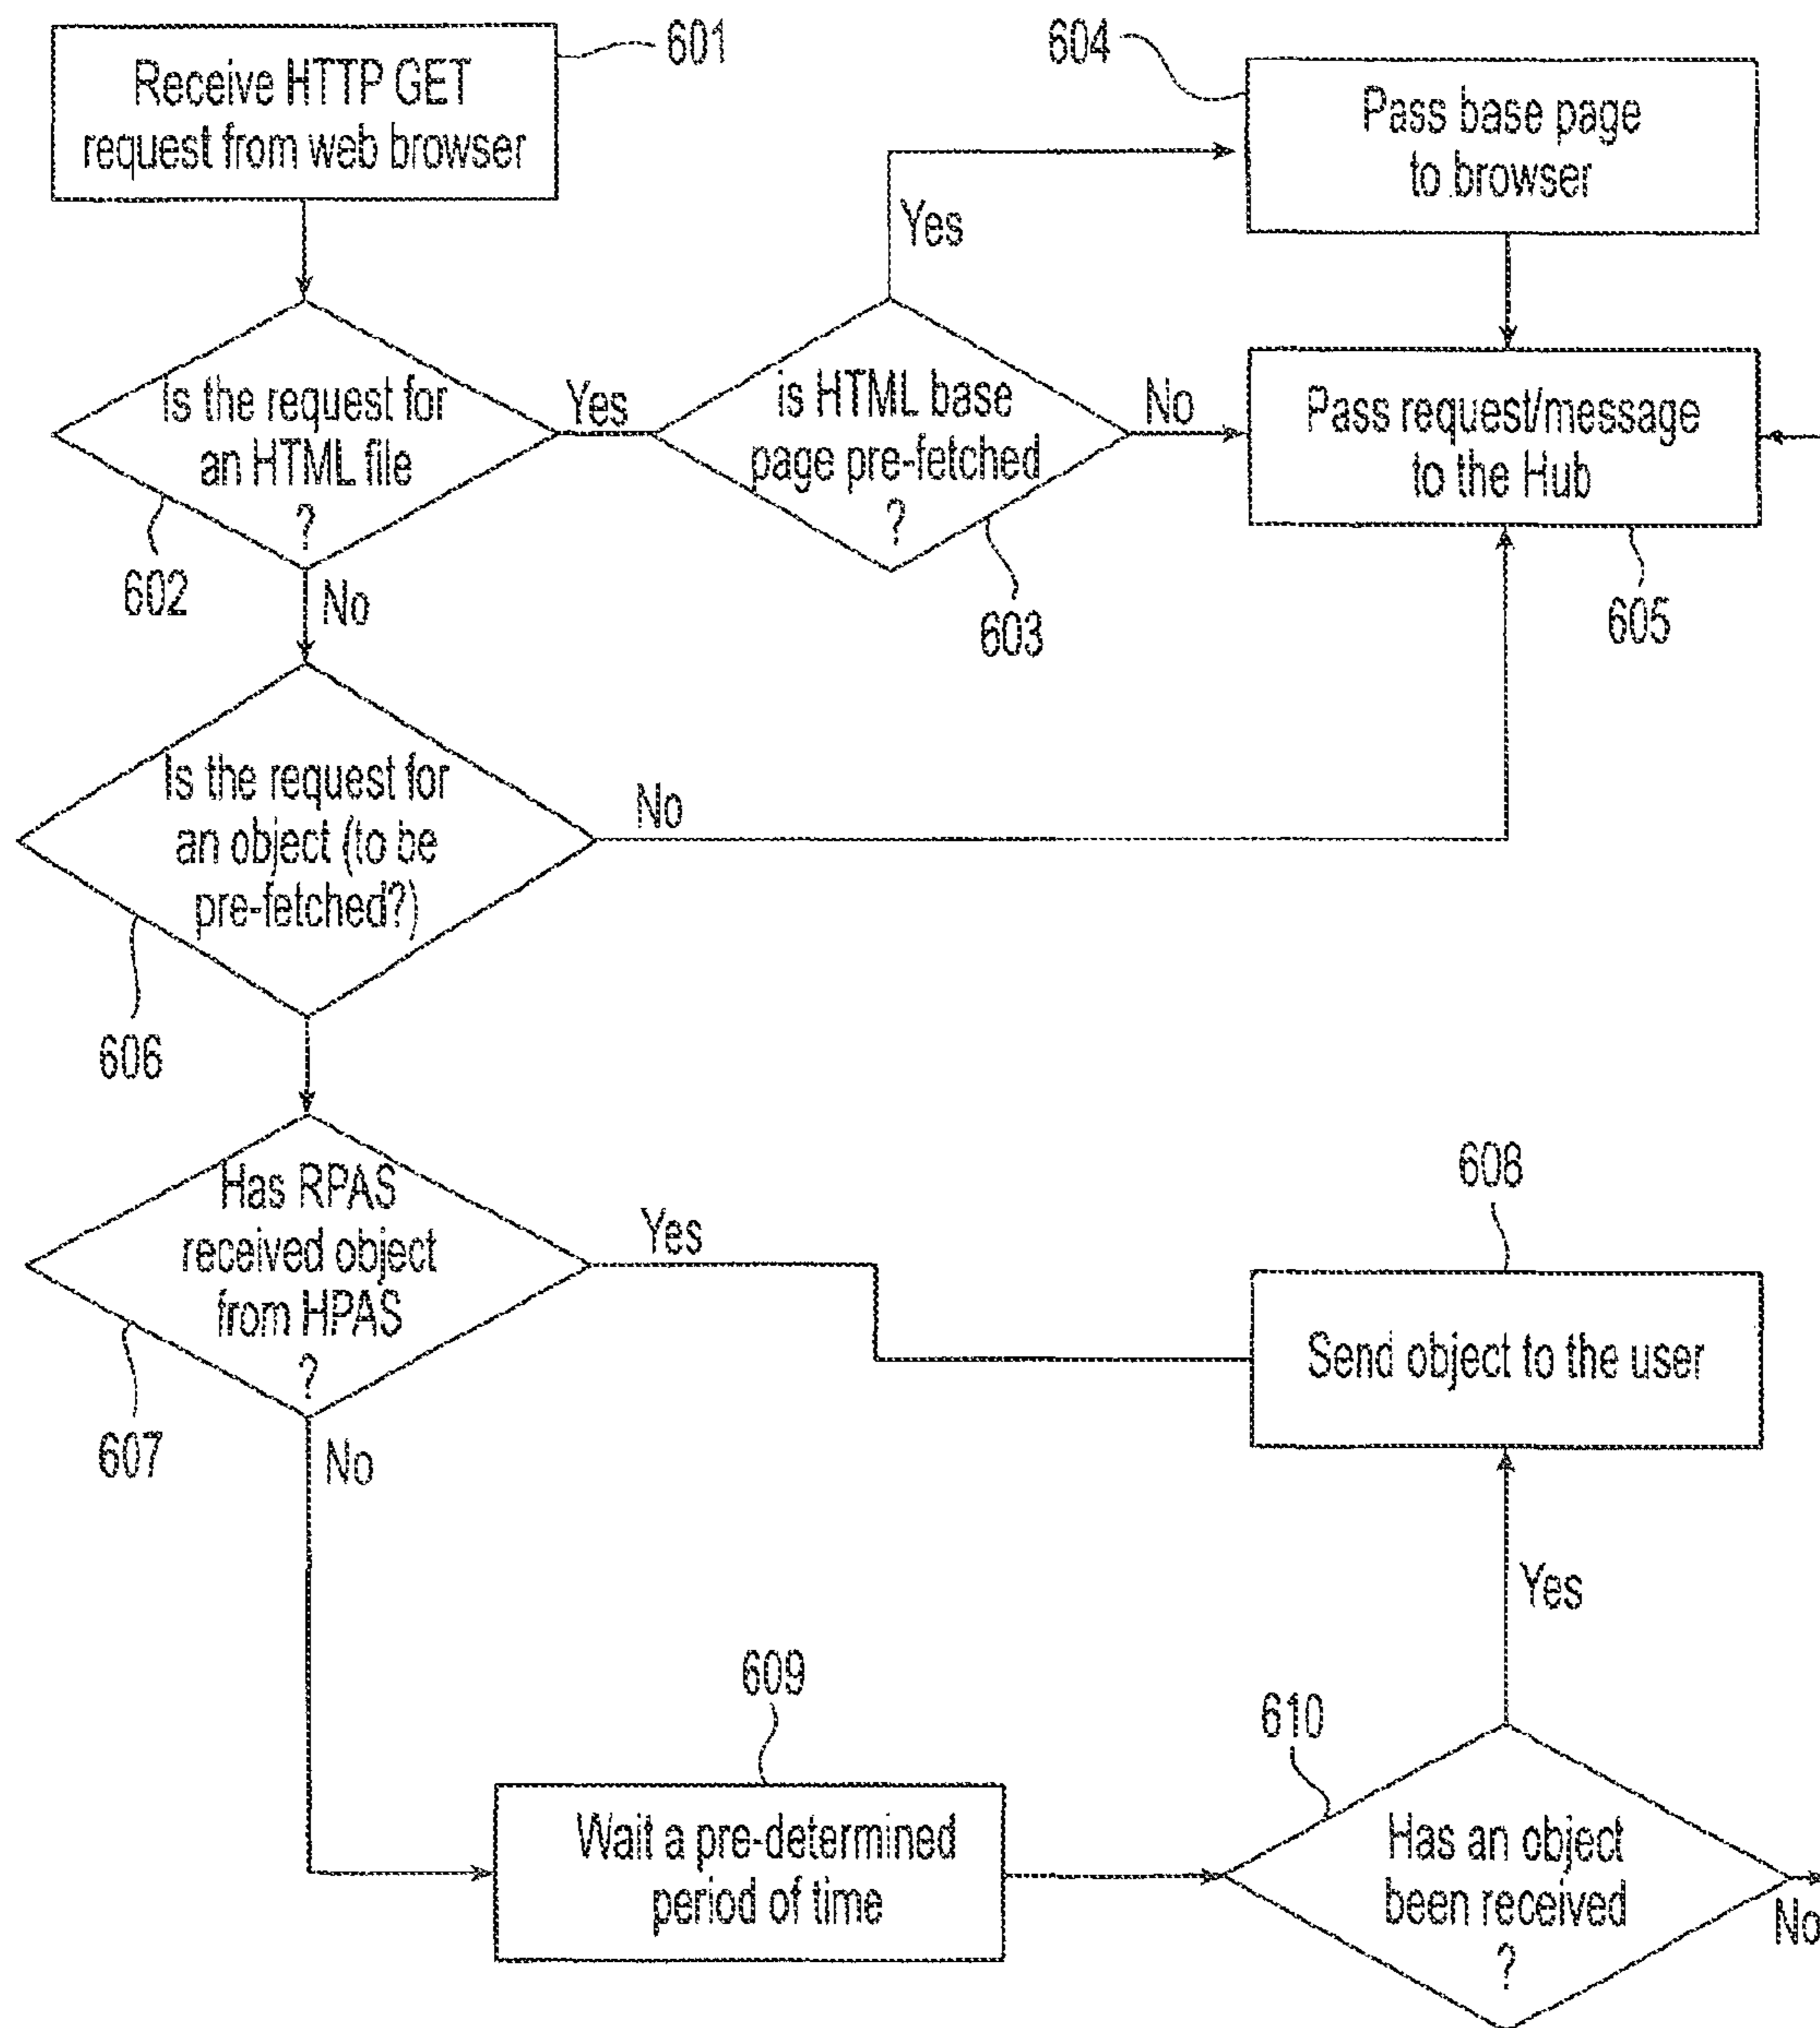 Receive HTTP GET
request from web browser
601
604
Pass base page
to browser
Yes
Is the request for
an HTML file
?
Yes
is HTML base
page pre-fetched
?
No
Pass request/message
to the Hub
602
No
603
605
Is the request for
an object (to be
pre-fetched?)
No
606
Has RPAS
received object
from HPAS
?
Yes
608
Send object to the user
607
No
Yes
609
610
Wait a pre-determined
period of time
Has an object
been received
?
No